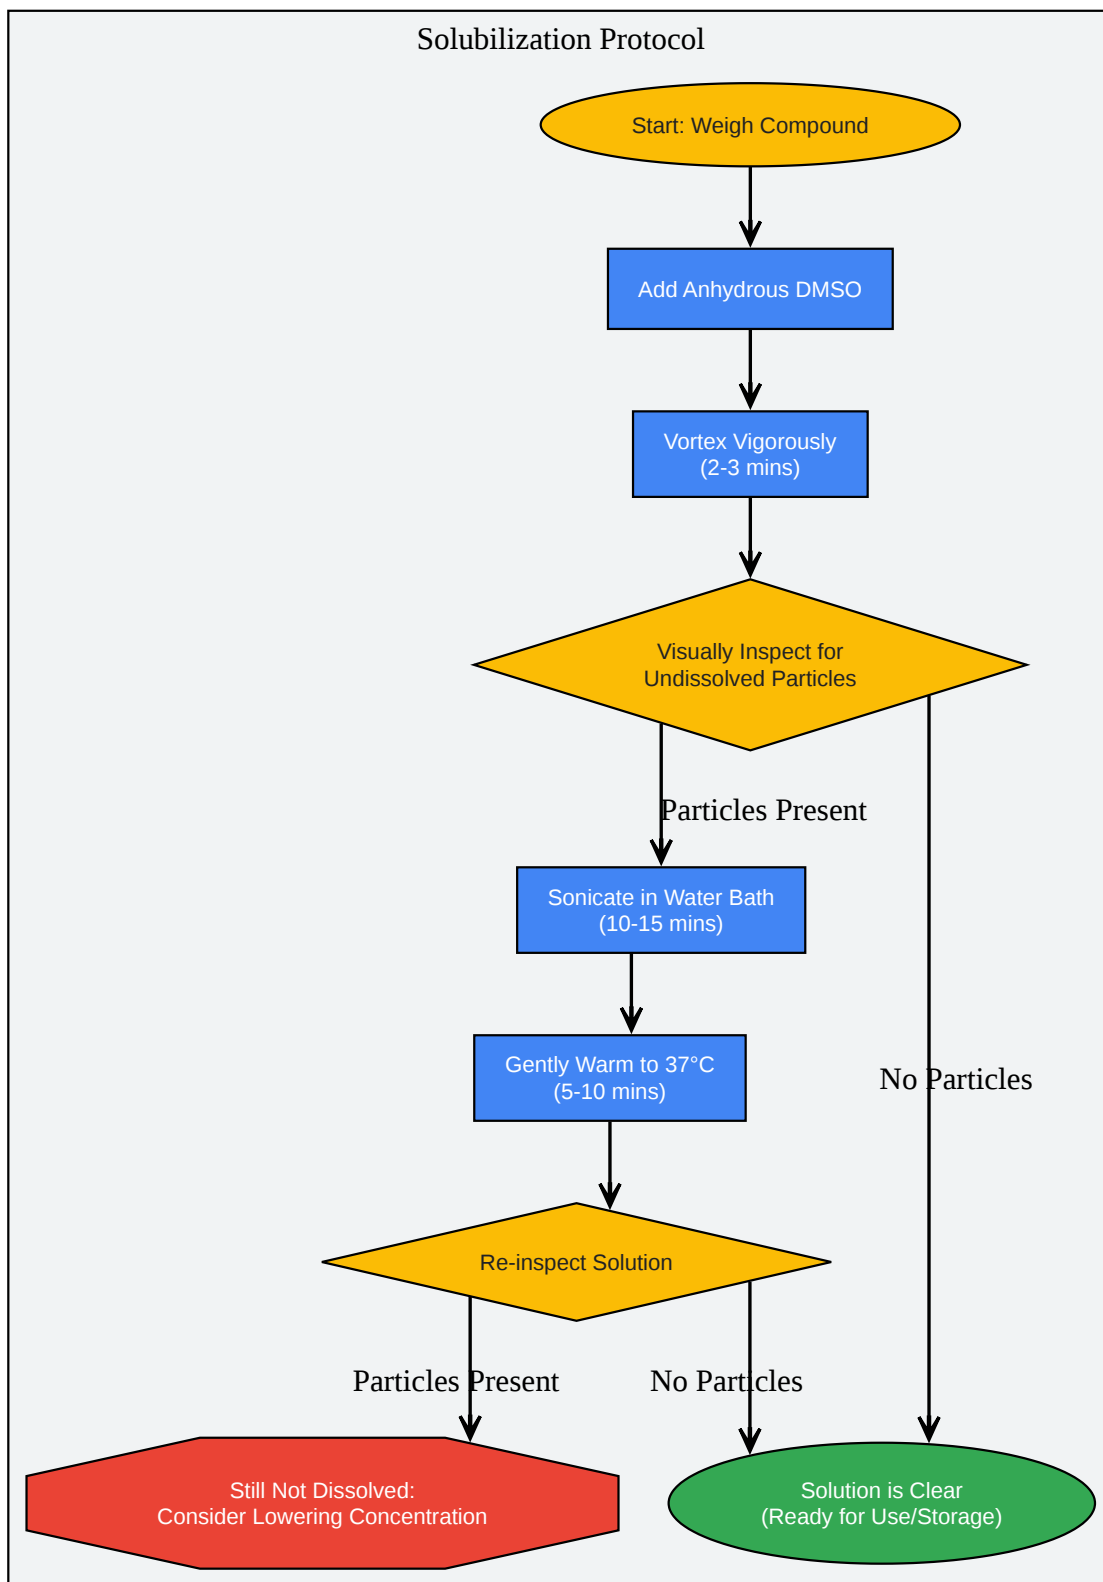 Solubilization Protocol
Start: Weigh Compound
Add Anhydrous DMSO
Vortex Vigorously
(2-3 mins)
Visually Inspect for
Undissolved Particles
Particles Present
Sonicate in Water Bath
(10-15 mins)
Gently Warm to 37°C
(5-10 mins)
No Particles
Re-inspect Solution
Particles Present
No Particles
Still Not Dissolved:
Consider Lowering Concentration
Solution is Clear
(Ready for Use/Storage)